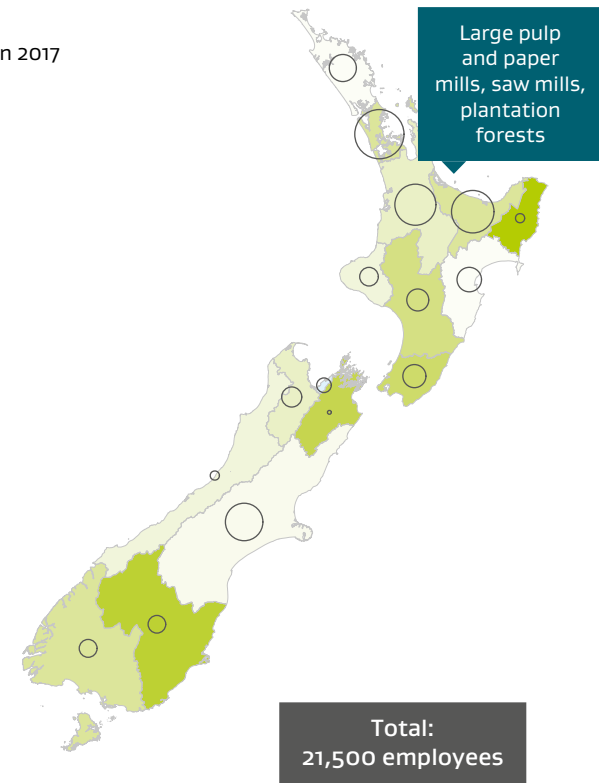 n 2017
Large pulp
and paper
mills, saw mills,
plantation
forests
Total:
21,500 employees